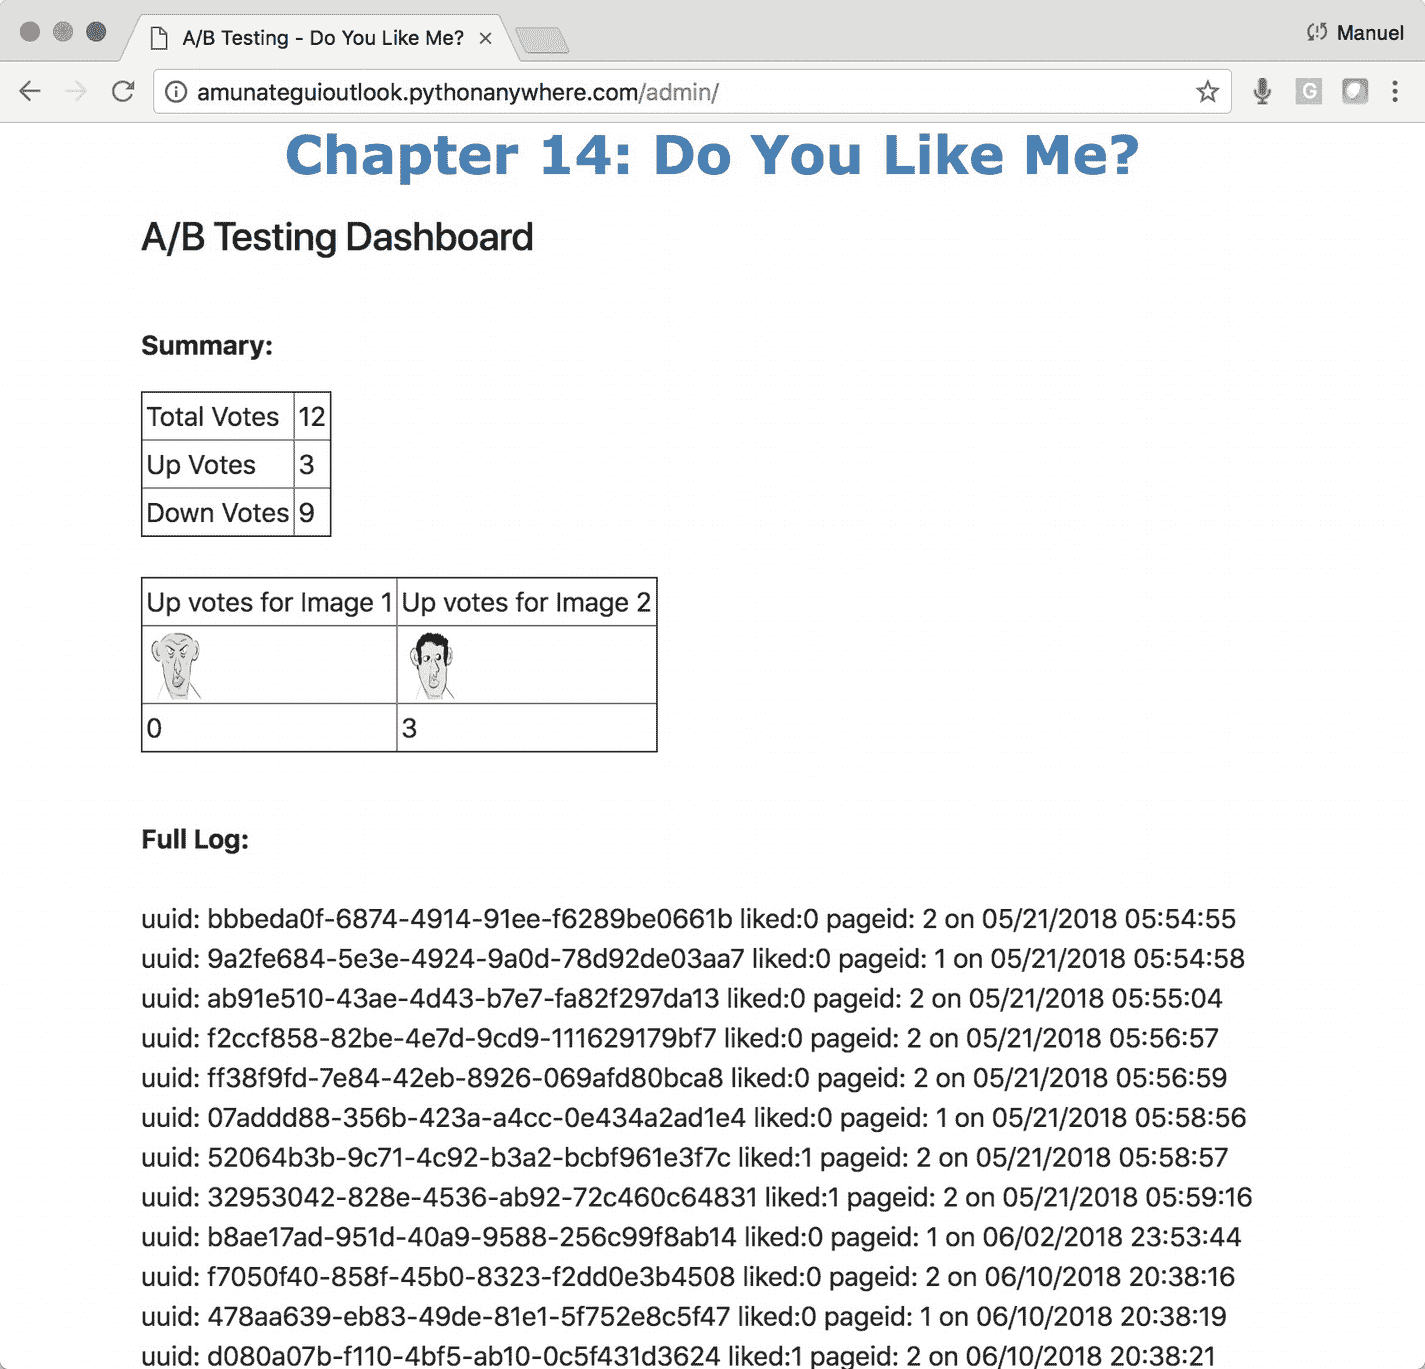 A/B Testing - Do You Like Me?
Manuel
amunateguioutlook.pythonanywhere.com/admin/
G
Chapter 14: Do You Like Me?
A/B Testing Dashboard
Summary:
Total Votes 12
Up Votes 3
Down Votes 9
Up votes for Image 1 Up votes for Image 2
0 3
Full Log:
uuid: bbbeda0f-6874-4914-91ee-f6289be0661b liked:0 pageid: 2 on 05/21/2018 05:54:55
uuid: 9a2fe684-5e3e-4924-9a0d-78d92de03aa7 liked:0 pageid: 1 on 05/21/2018 05:54:58
uuid: ab91e510-43ae-4d43-b7e7-fa82f297da13 liked:0 pageid: 2 on 05/21/2018 05:55:04
uuid: f2ccf858-82be-4e7d-9cd9-111629179bf7 liked:0 pageid: 2 on 05/21/2018 05:56:57
uuid: ff38f9fd-7e84-42eb-8926-069afd80bca8 liked:0 pageid: 2 on 05/21/2018 05:56:59
uuid: 07addd88-356b-423a-a4cc-0e434a2ad1e4 liked:0 pageid: 1 on 05/21/2018 05:58:56
uuid: 52064b3b-9c71-4c92-b3a2-bcbf961e3f7c liked:1 pageid: 2 on 05/21/2018 05:58:57
uuid: 32953042-828e-4536-ab92-72c460c64831 liked:1 pageid: 2 on 05/21/2018 05:59:16
uuid: b8ae17ad-951d-40a9-9588-256c99f8ab14 liked:0 pageid: 1 on 06/02/2018 23:53:44
uuid: f7050f40-858f-45b0-8323-f2dd0e3b4508 liked:0 pageid: 2 on 06/10/2018 20:38:16
uuid: 478aa639-eb83-49de-81e1-5f752e8c5f47 liked:0 pageid: 1 on 06/10/2018 20:38:19
uuid: d080a07b-f110-4bf5-ab10-0c5f431d3624 liked:1 pageid: 2 on 06/10/2018 20:38:21